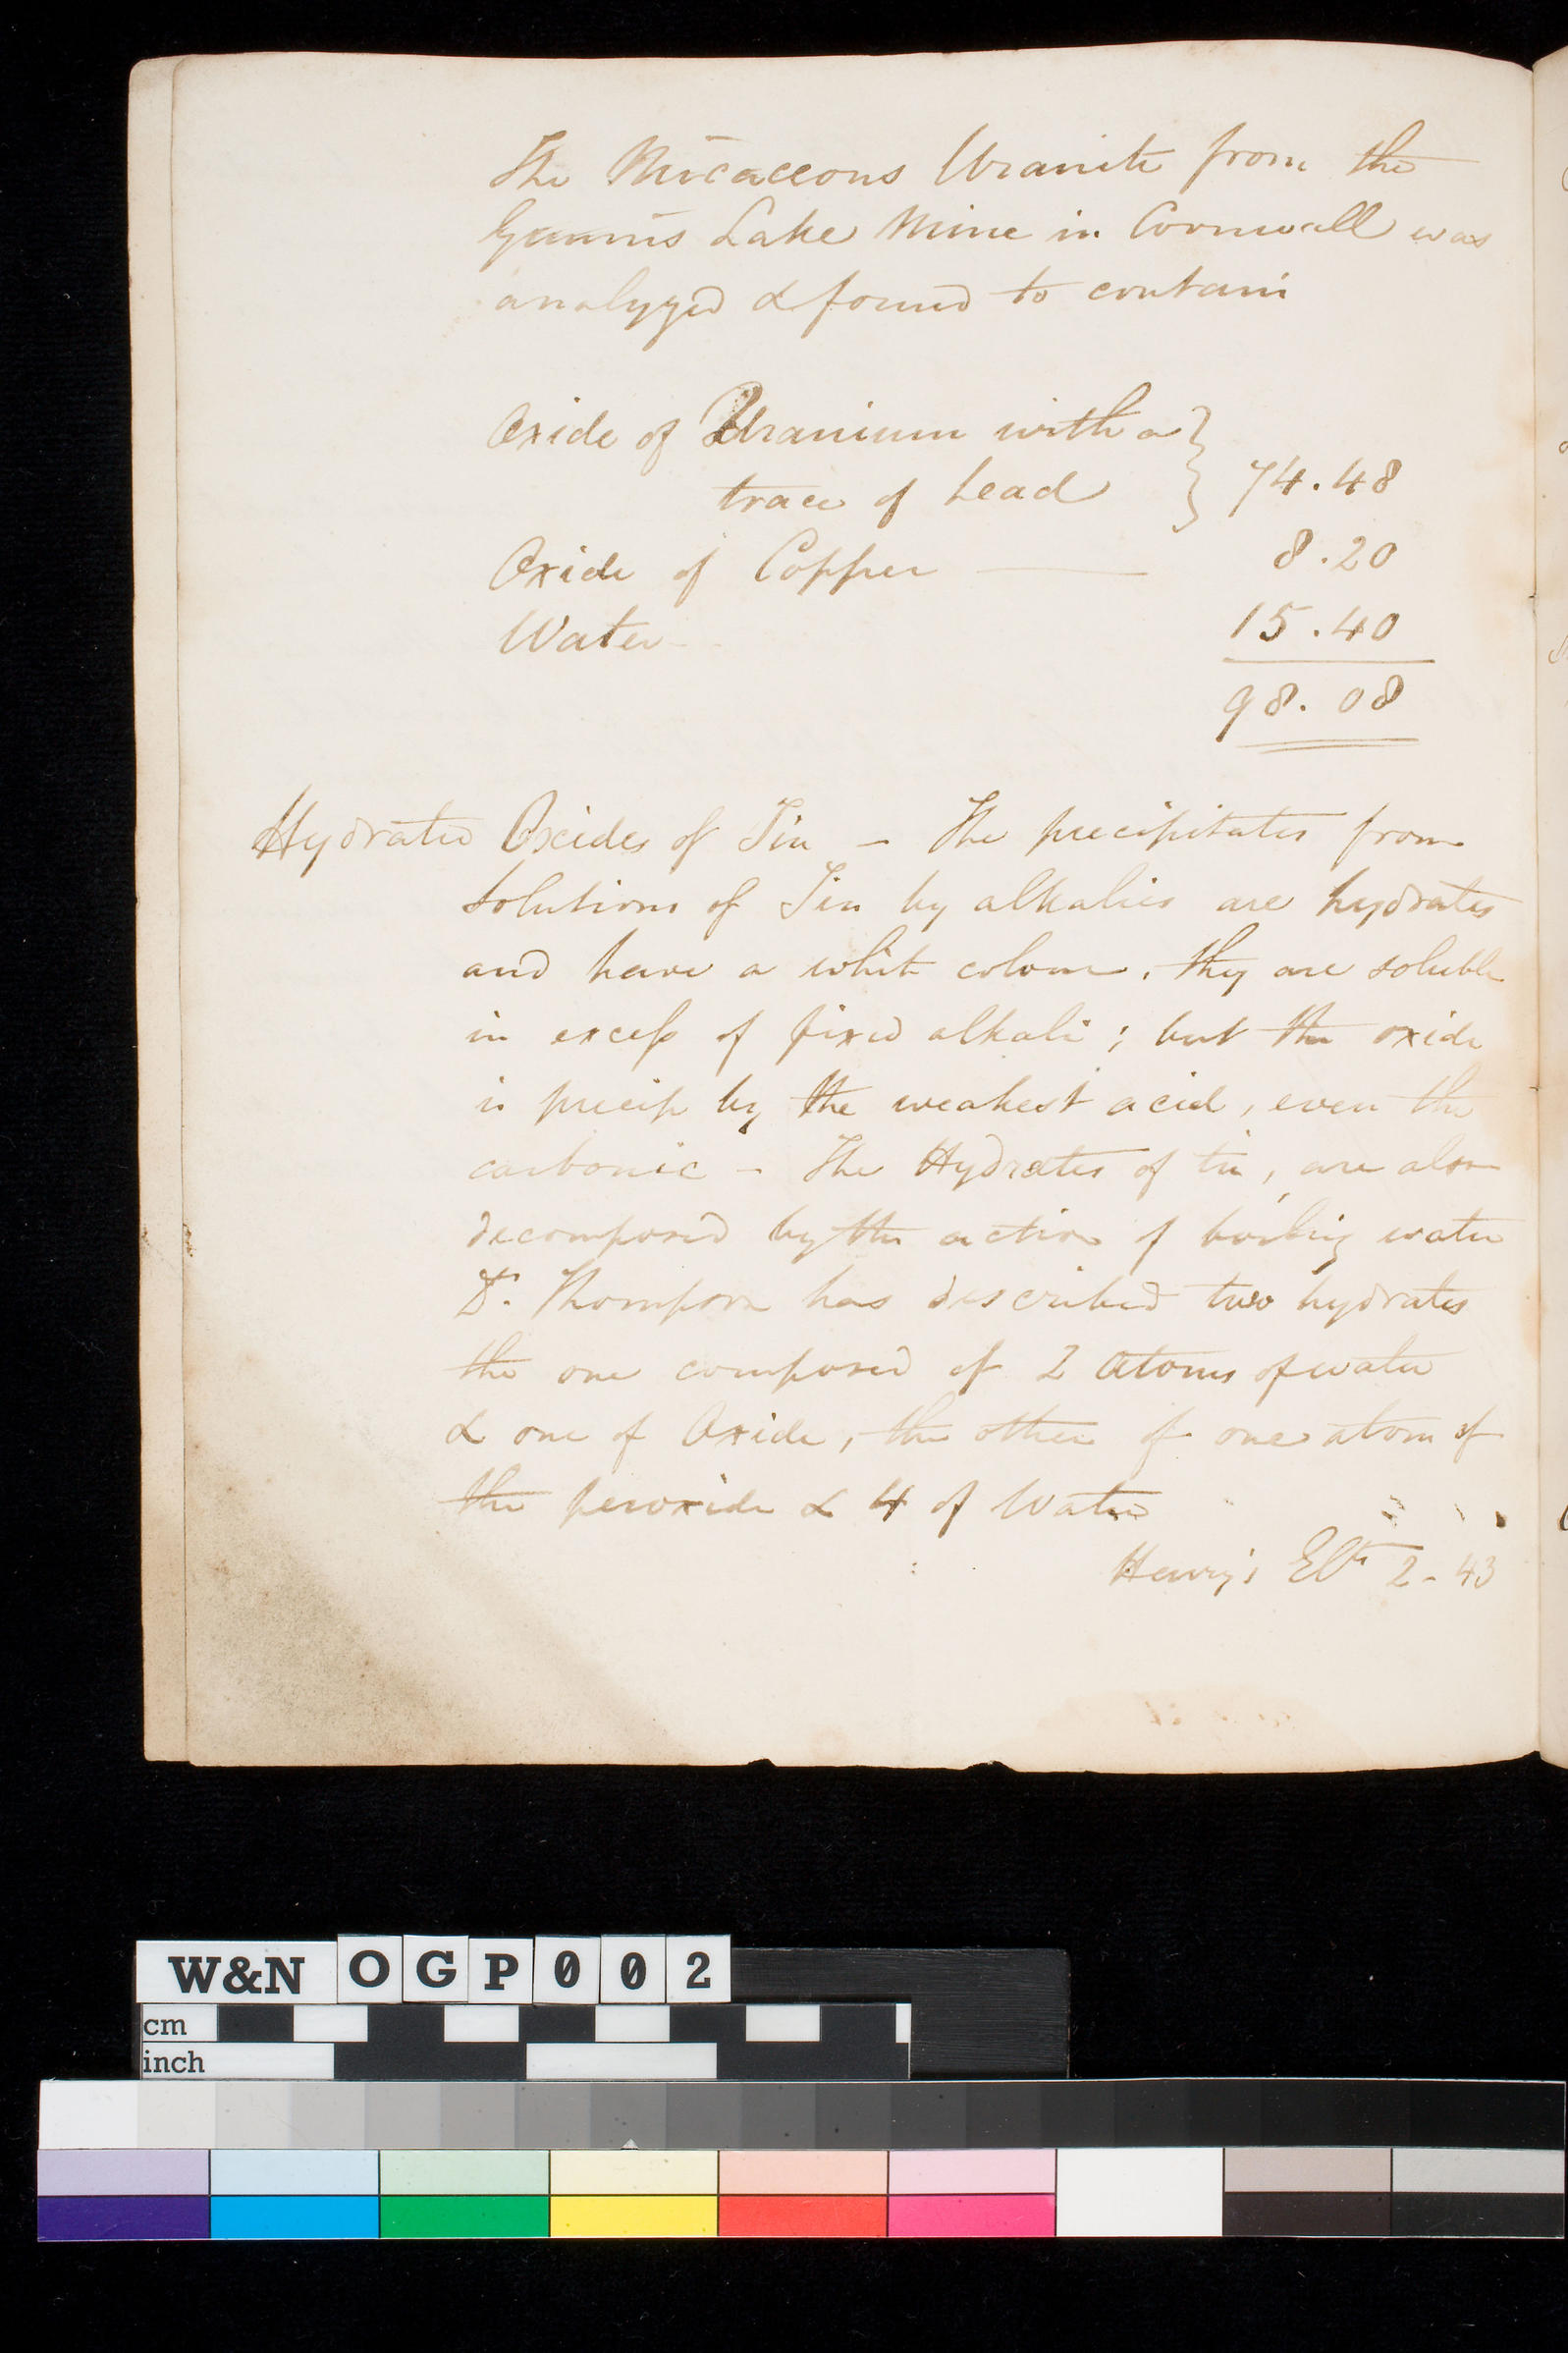 The Micaceous Uranite from the
Gunnis Lake Mine in Cornwall was
analyzed & found to contain
Oxide of Uranium with a }
trace of Lead } 74.48
Oxide of Copper — 8.20
Water 15.40
98.08
Hydrated Oxides of Tin - The precipitates from
Solutions of Tin by alkalies are hydrates
and have a white colour. they are soluble
in excess of fixed alkali; but the oxide
is precip by the weakest acid, even the
carbonic - The Hydrates of tin, are also
decomposed by the action of boiling water
Dr. Thompson has described two hydrates
the one composed of 2 atoms of water
& one of Oxide, the other of one atom of
the peroxide & 4 of Water
Henry's Elts 2-43
W&N OGP002
cm
inch